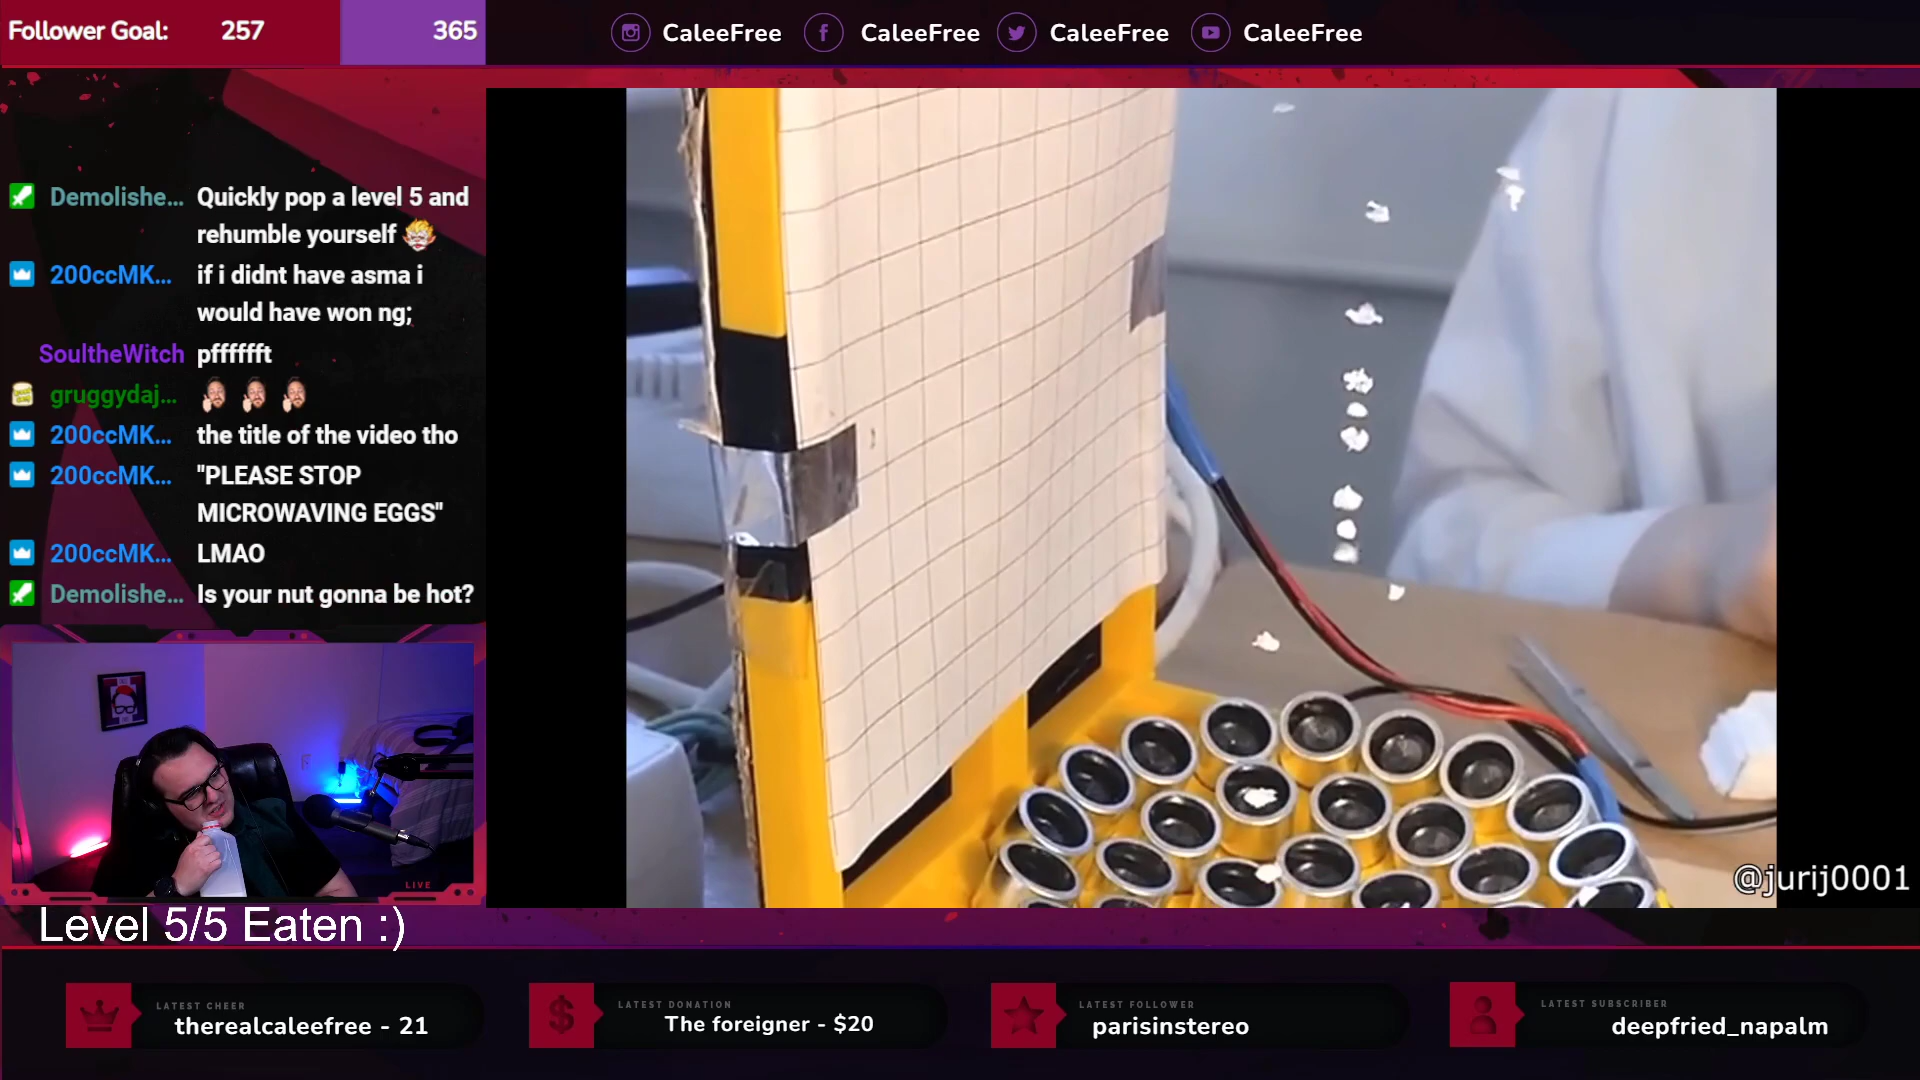 Follower Goal: 257 365
CaleeFree CaleeFree CaleeFree CaleeFree
Demolishe... Quickly pop a level 5 and
rehumble yourself
200ccMK... if i didnt have asma i
would have won ng;
SoultheWitch pfffffft
gruggydaj...
200ccMK... the title of the video tho
200ccMK... "PLEASE STOP
MICROWAVING EGGS"
200ccMK... LMAO
Demolishe... Is your nut gonna be hot?
LIVE
@jurij0001
Level 5/5 Eaten :)
LATEST CHEER
therealcaleefree - 21
LATEST DONATION
The foreigner - $20
LATEST FOLLOWER
parisinstereo
LATEST SUBSCRIBER
deepfried_napalm